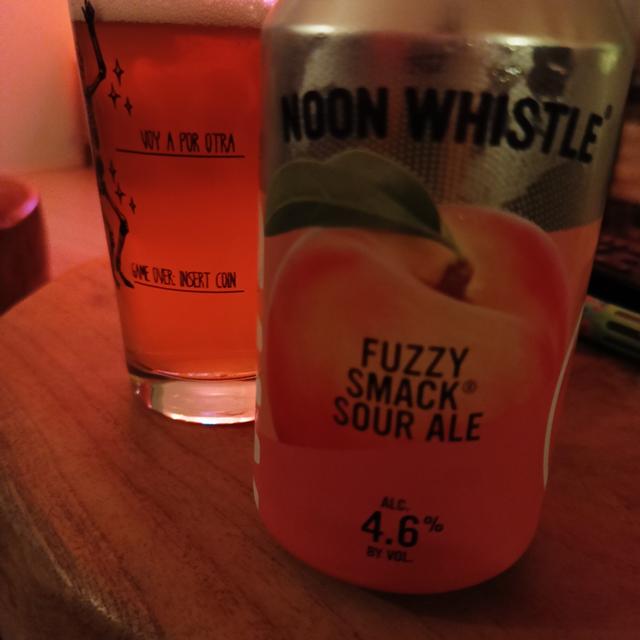 VOY A POR OTRA
GAME OVER: INSERT COIN
NOON WHISTLE®
FUZZY
SMACK®
SOUR ALE
ALC.
4.6%
BY VOL.